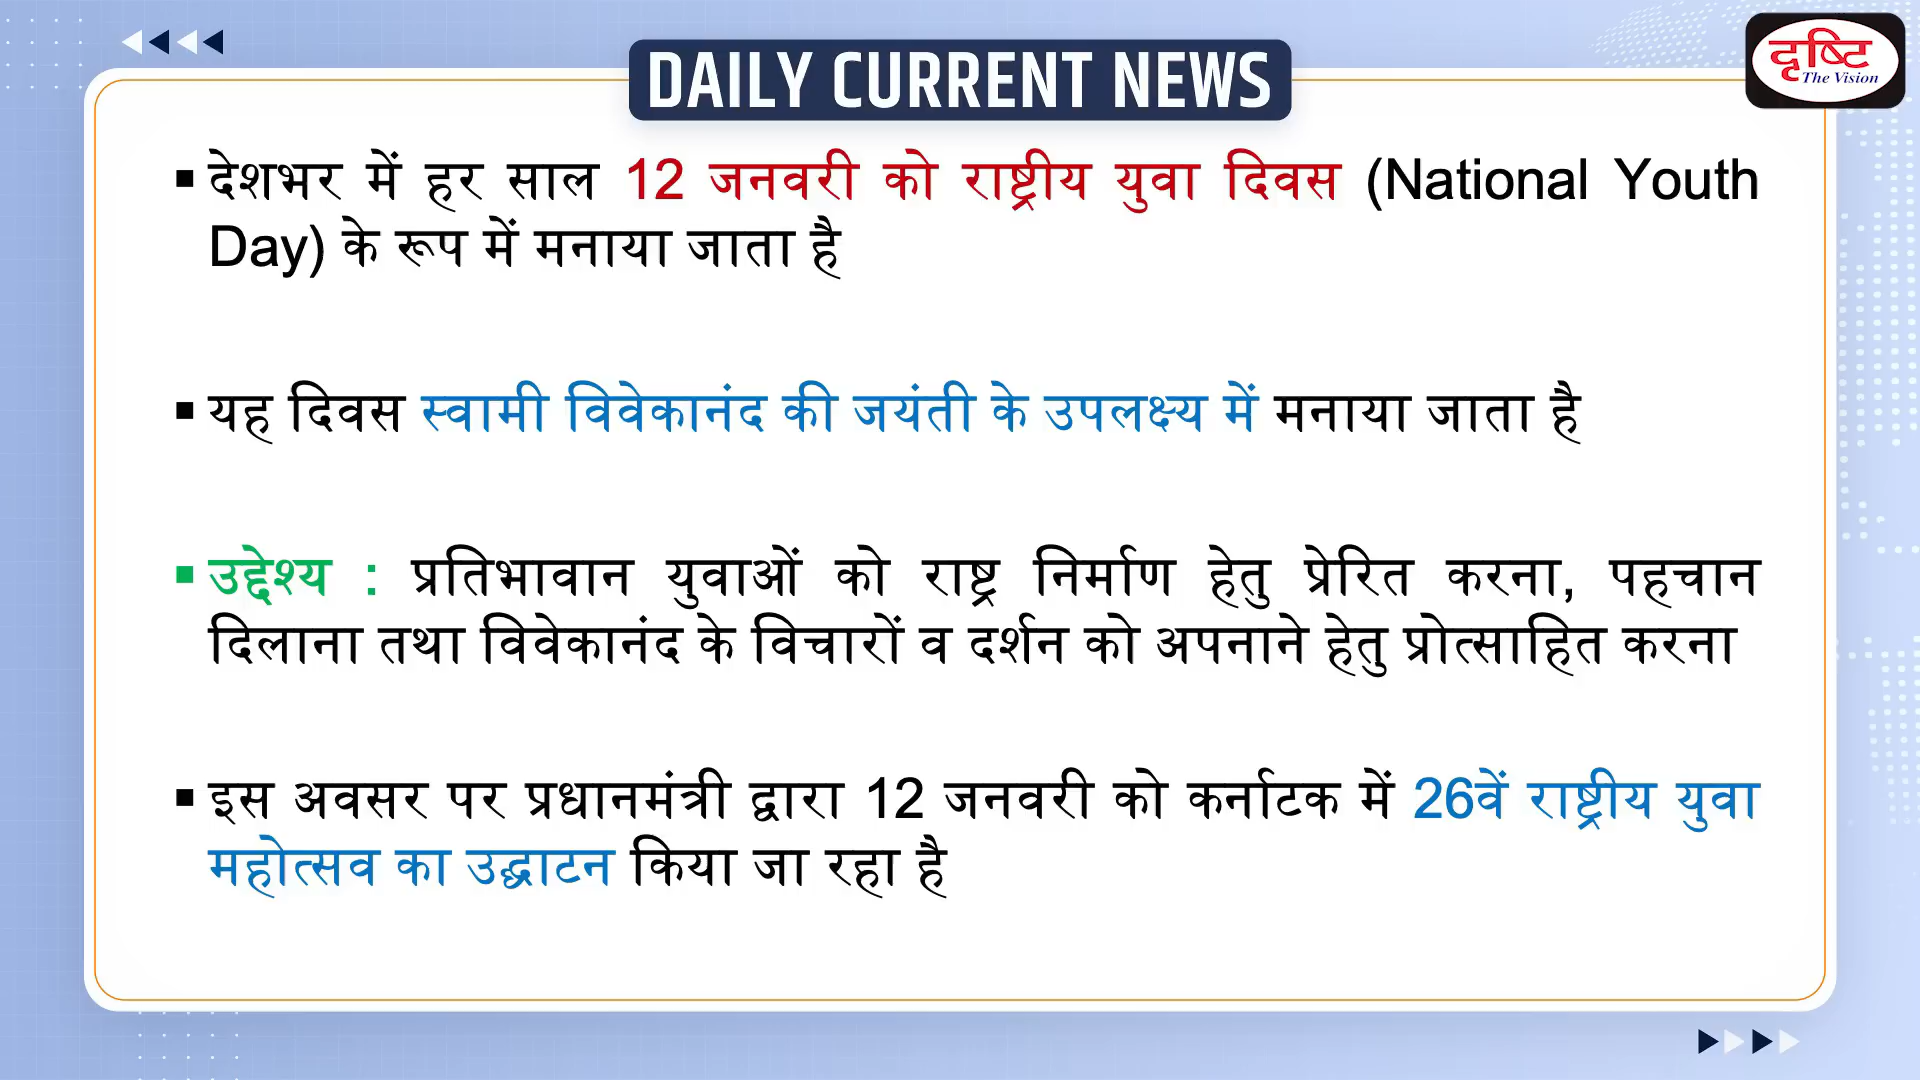 DAILY CURRENT NEWS
दृष्टि
The Vision
▪ देशभर में हर साल 12 जनवरी को राष्ट्रीय युवा दिवस (National Youth
Day) के रूप में मनाया जाता है
▪ यह दिवस स्वामी विवेकानंद की जयंती के उपलक्ष्य में मनाया जाता है
▪ उद्देश्य : प्रतिभावान युवाओं को राष्ट्र निर्माण हेतु प्रेरित करना, पहचान
दिलाना तथा विवेकानंद के विचारों व दर्शन को अपनाने हेतु प्रोत्साहित करना
▪ इस अवसर पर प्रधानमंत्री द्वारा 12 जनवरी को कर्नाटक में 26वें राष्ट्रीय युवा
महोत्सव का उद्घाटन किया जा रहा है